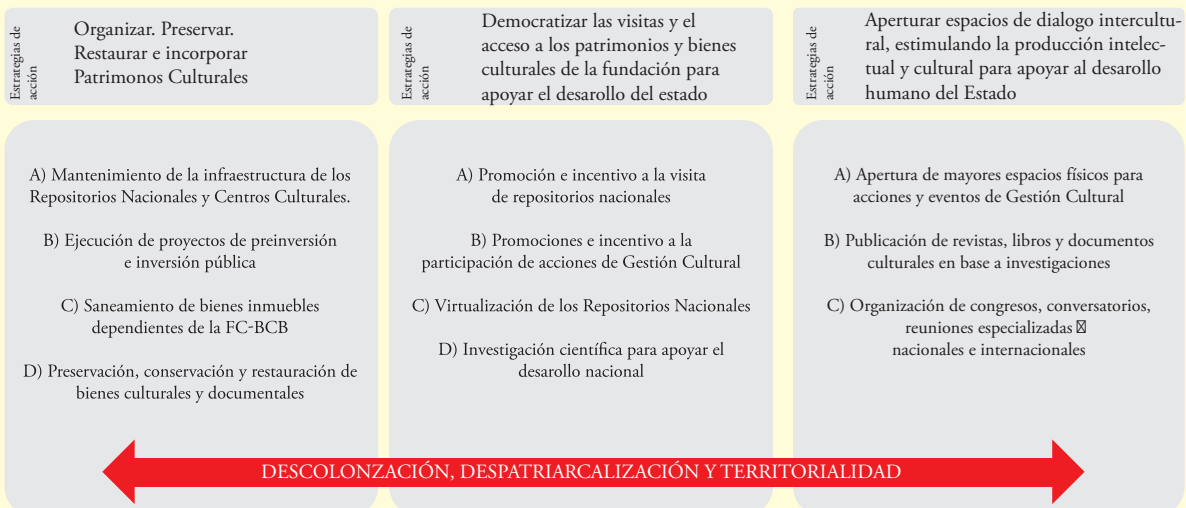 Estrategias de
acción
Organizar. Preservar.
Restaurar e incorporar
Patrimonos Culturales
Estrategias de
acción
Democratizar las visitas y el
acceso a los patrimonios y bienes
culturales de la fundación para
apoyar el desarollo del estado
Estrategias de
acción
Aperturar espacios de dialogo intercultu-
ral, estimulando la producción intelec-
tual y cultural para apoyar al desarollo
humano del Estado
A) Mantenimiento de la infraestructura de los
Repositorios Nacionales y Centros Culturales.
B) Ejecución de proyectos de preinversión
e inversión pública
C) Saneamiento de bienes inmuebles
dependientes de la FC-BCB
D) Preservación, conservación y restauración de
bienes culturales y documentales
A) Promoción e incentivo a la visita
de repositorios nacionales
B) Promociones e incentivo a la
participación de acciones de Gestión Cultural
C) Virtualización de los Repositorios Nacionales
D) Investigación científica para apoyar el
desarollo nacional
A) Apertura de mayores espacios físicos para
acciones y eventos de Gestión Cultural
B) Publicación de revistas, libros y documentos
culturales en base a investigaciones
C) Organización de congresos, conversatorios,
reuniones especializadas
nacionales e internacionales
DESCOLONZACIÓN, DESPATRIARCALIZACIÓN Y TERRITORIALIDAD